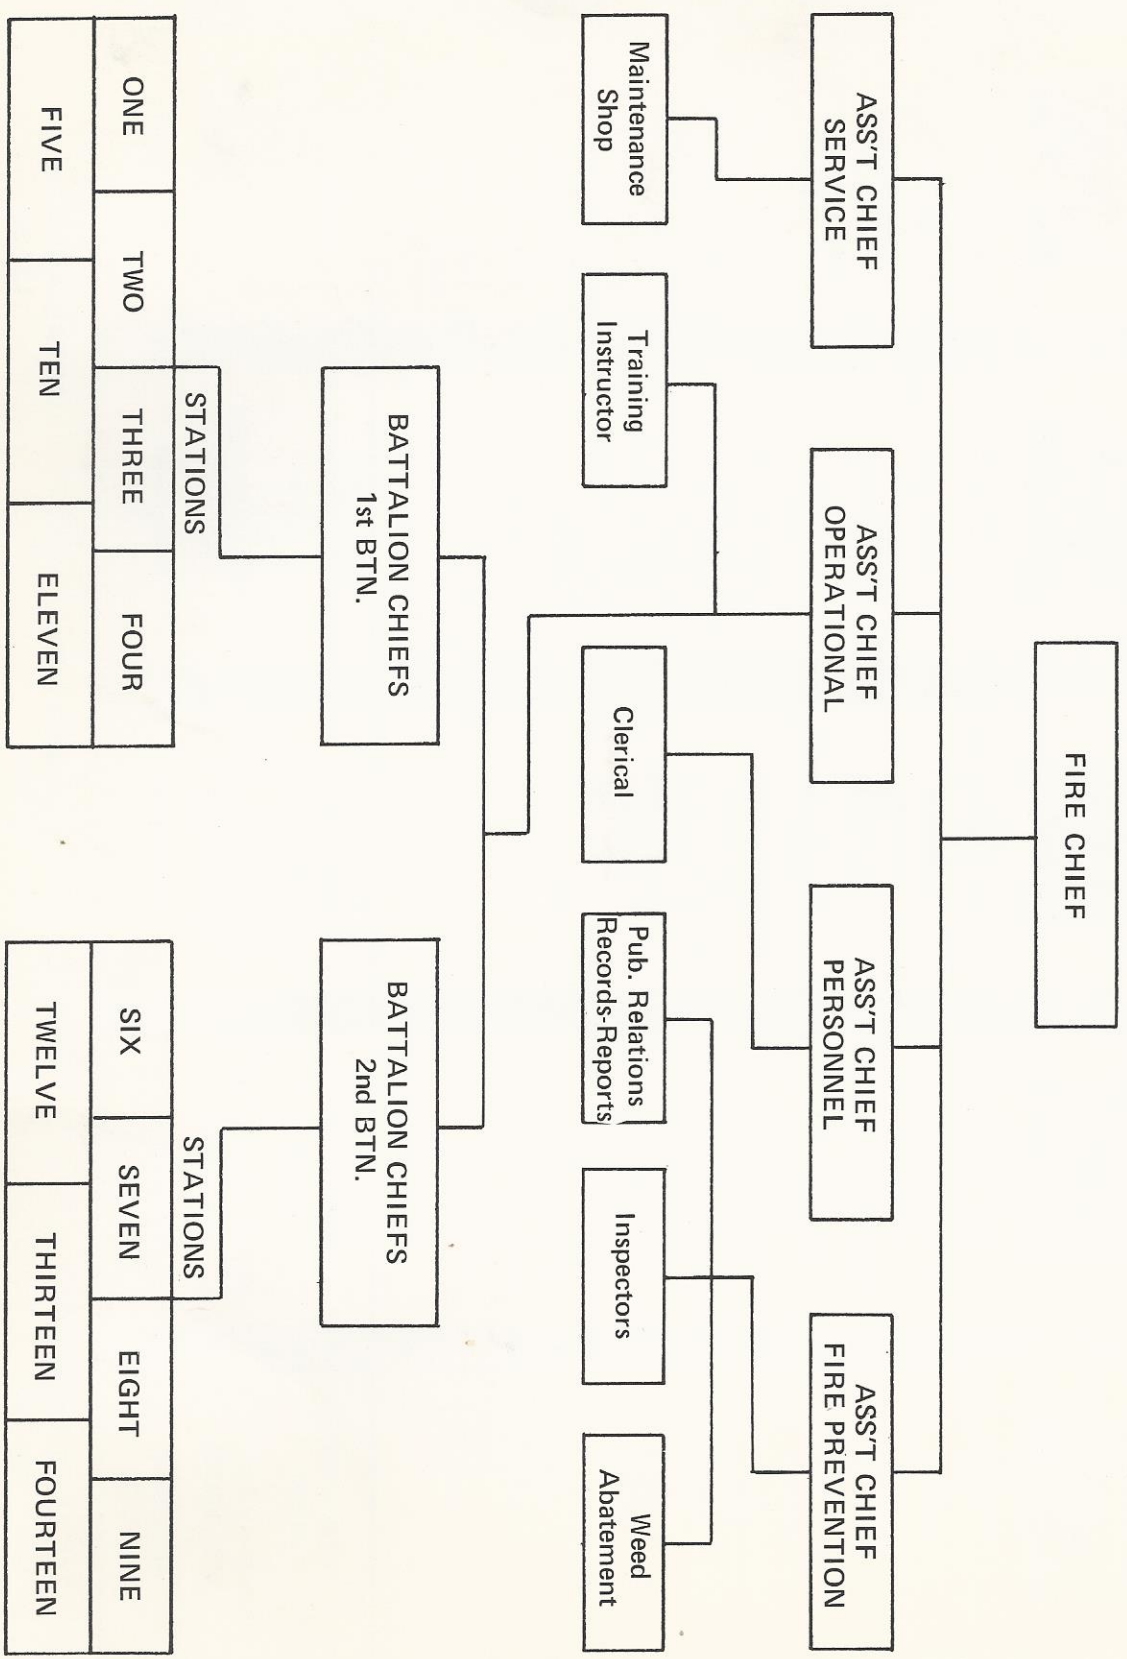 FIRE CHIEF
ASS'T CHIEF
SERVICE
ASS'T CHIEF
OPERATIONAL
ASS'T CHIEF
PERSONNEL
ASS'T CHIEF
FIRE PREVENTION
Maintenance
Shop
Training
Instructor
Clerical
Pub. Relations
Records-Reports
Inspectors
Weed
Abatement
BATTALION CHIEFS
1st BTN.
BATTALION CHIEFS
2nd BTN.
STATIONS
ONE
TWO
THREE
FOUR
FIVE
TEN
ELEVEN
STATIONS
SIX
SEVEN
EIGHT
NINE
TWELVE
THIRTEEN
FOURTEEN